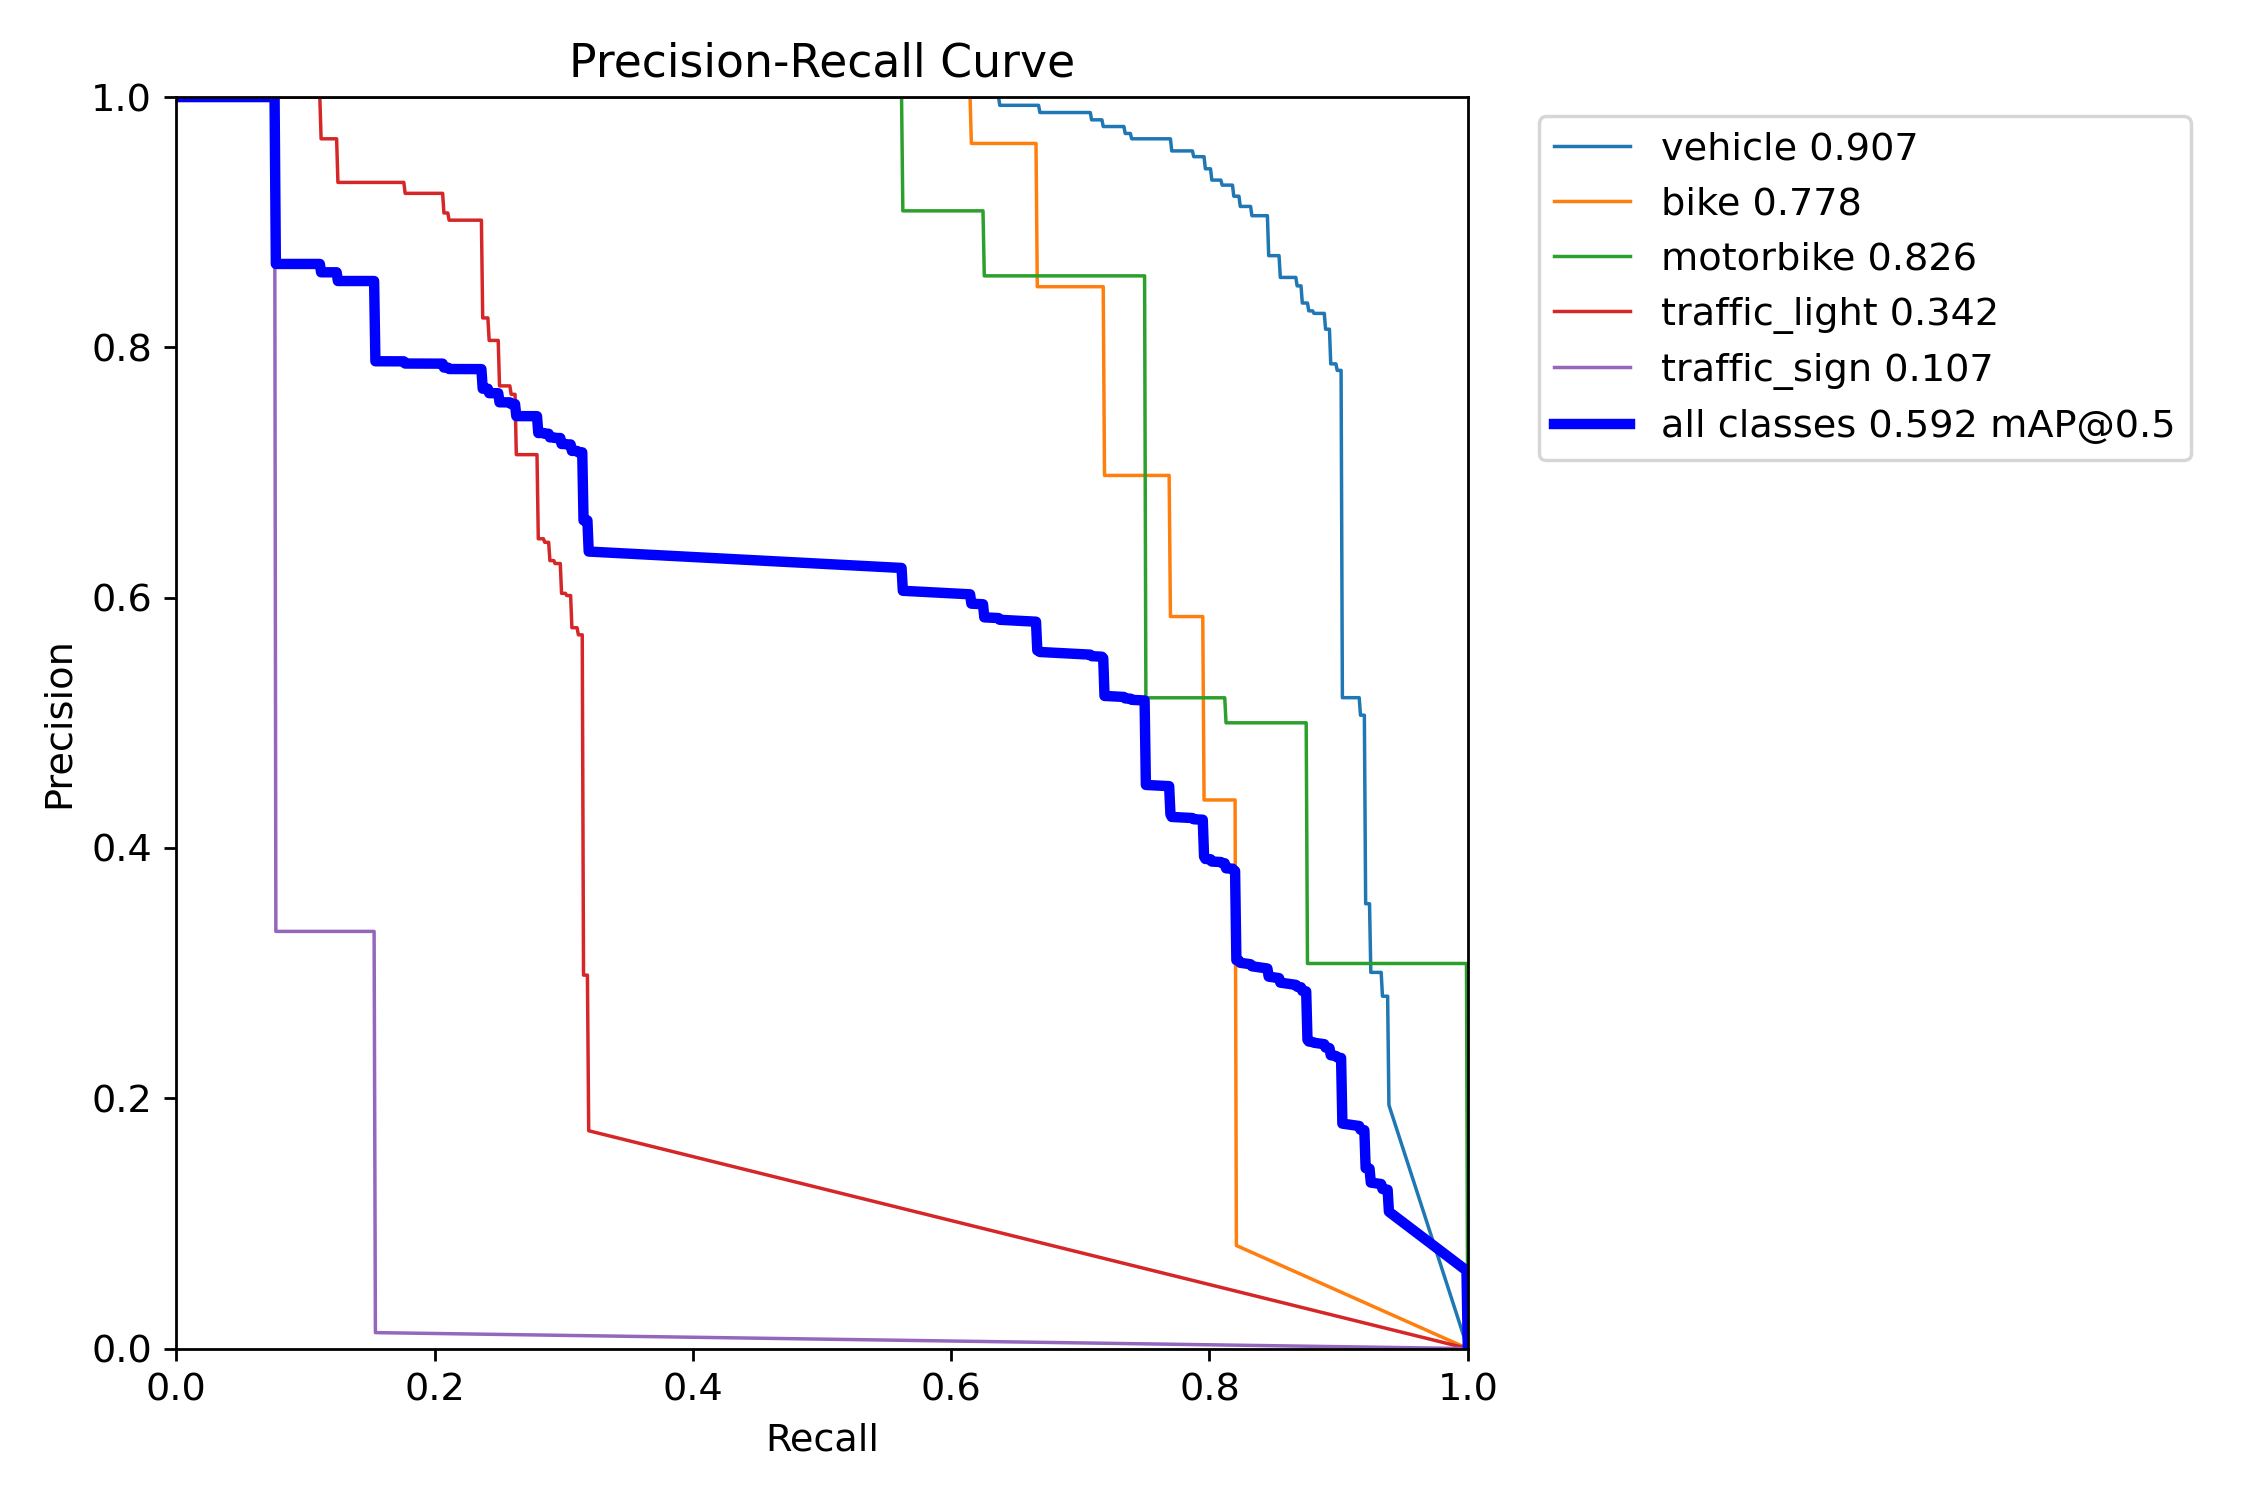 Precision-Recall Curve
1.0
0.8
0.6
0.4
0.2
0.0
Precision
0.0 0.2 0.4 0.6 0.8 1.0
Recall
vehicle 0.907
bike 0.778
motorbike 0.826
traffic_light 0.342
traffic_sign 0.107
all classes 0.592 mAP@0.5